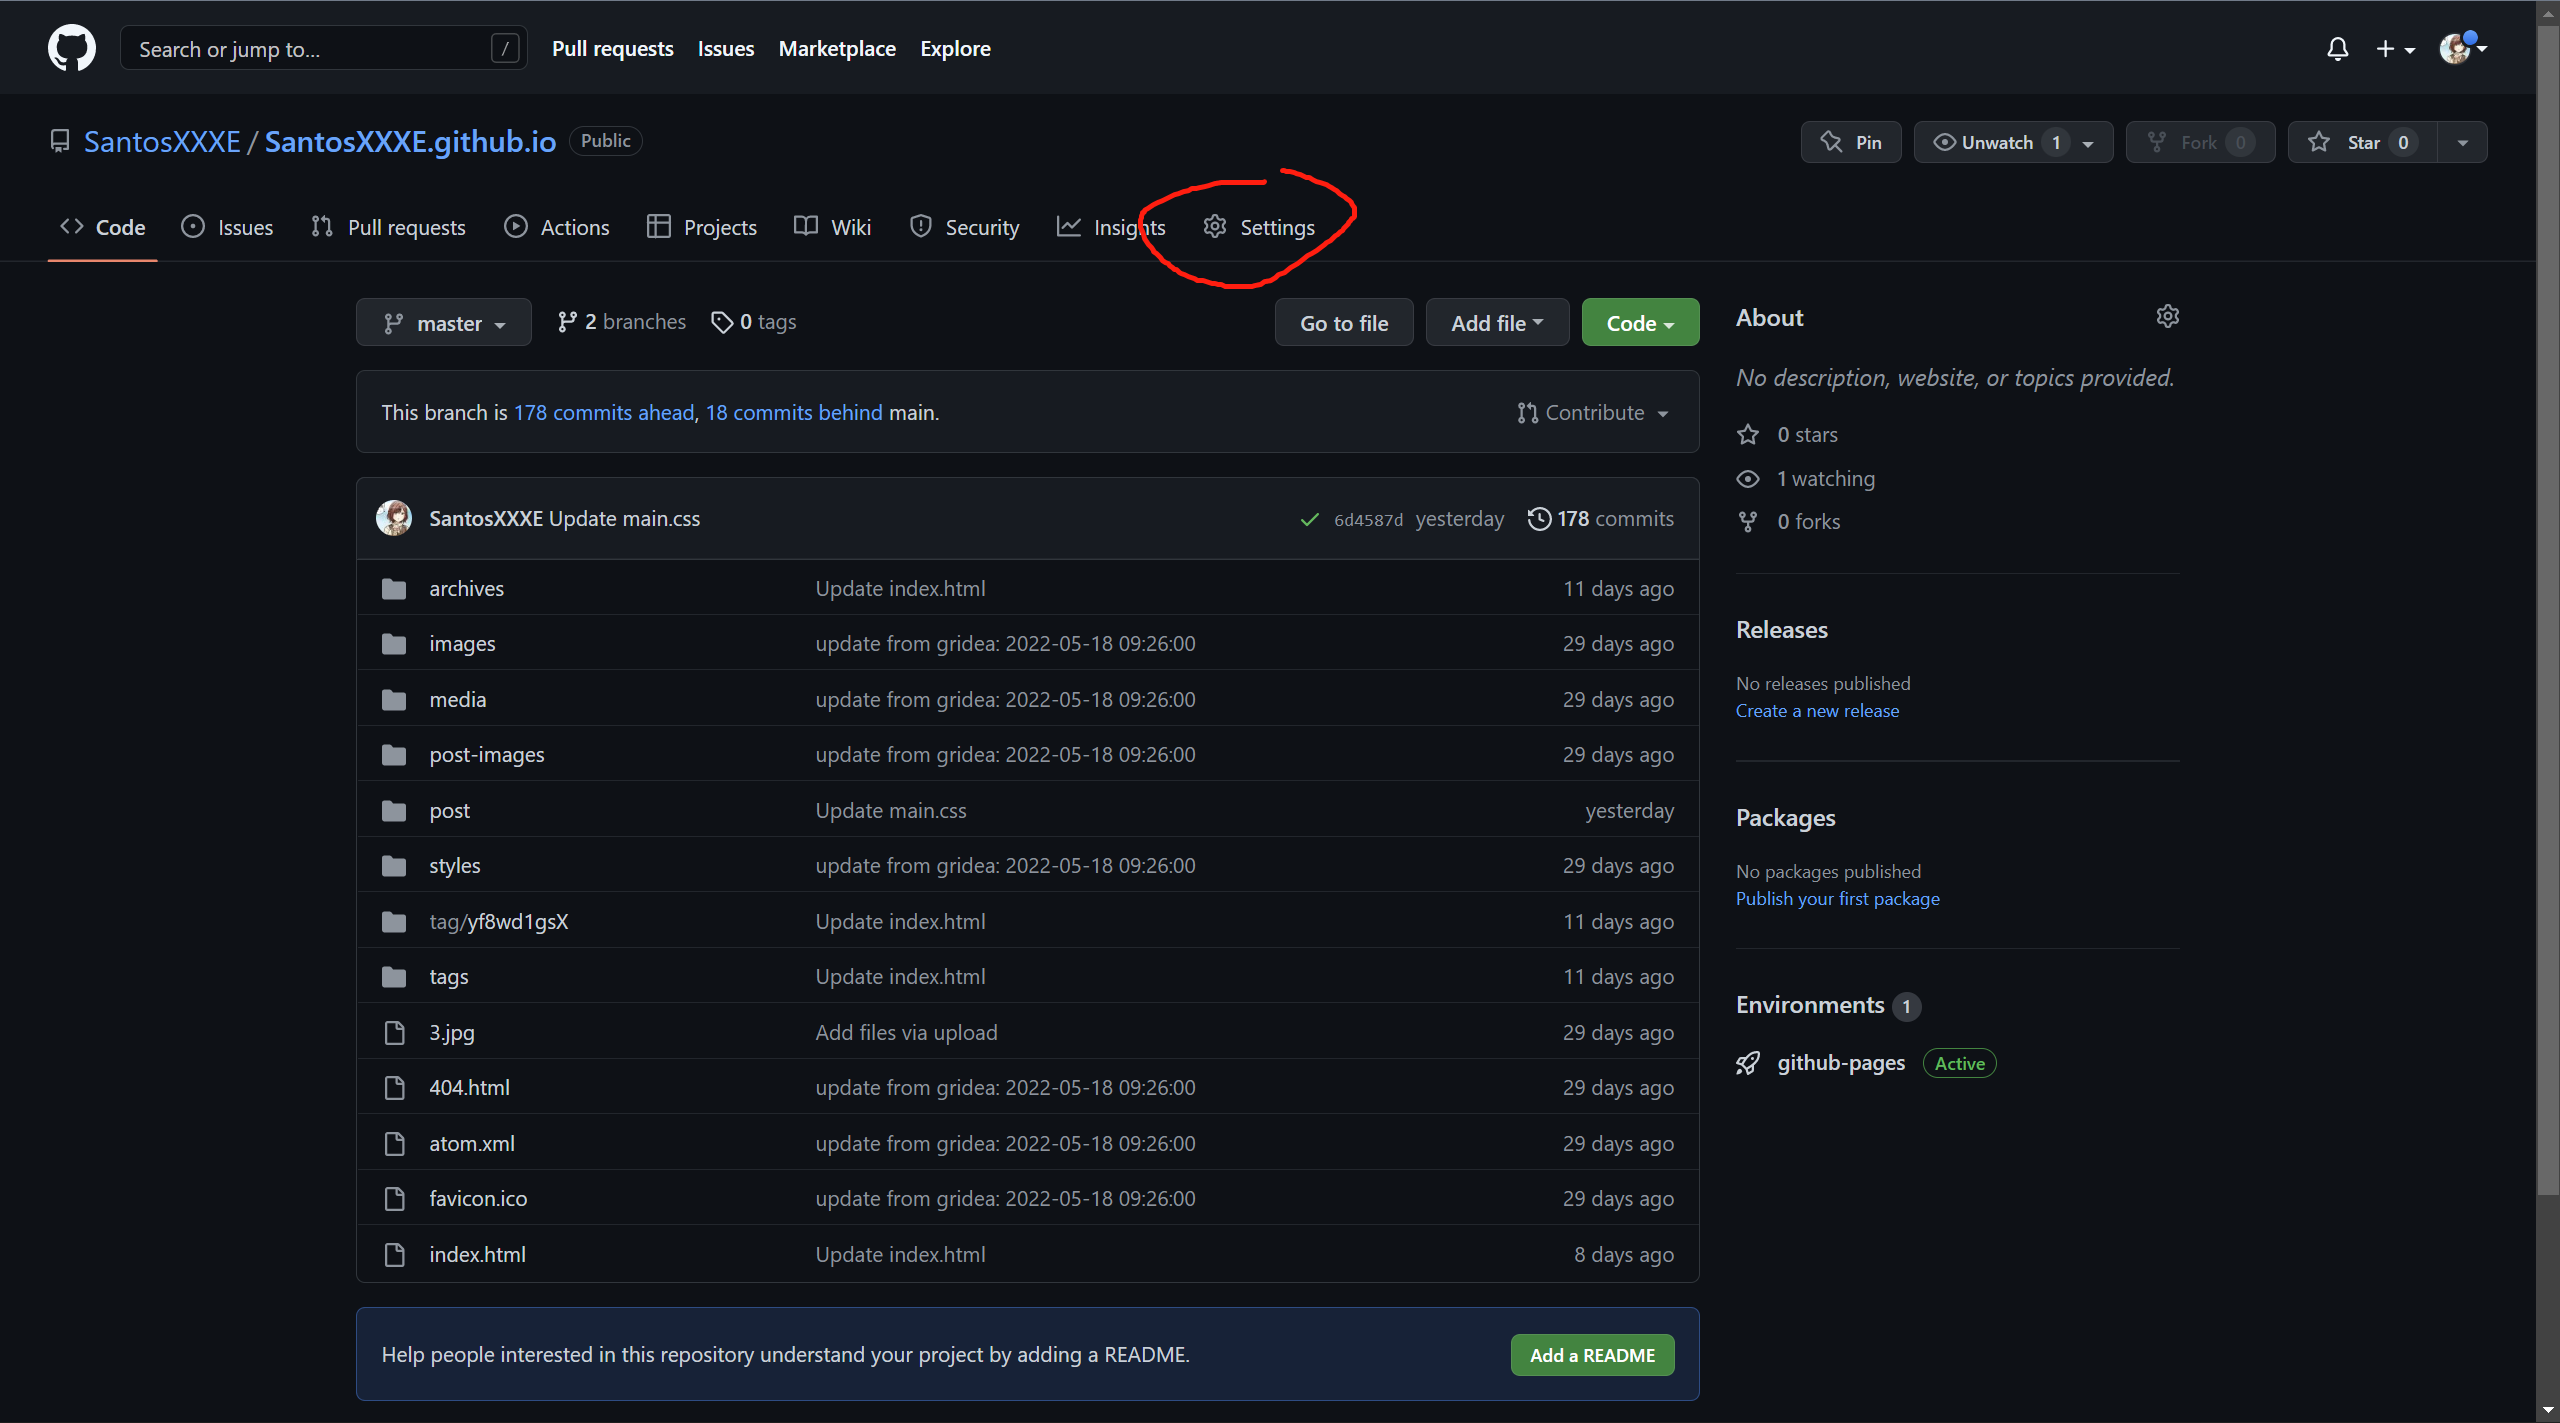 Search or jump to... /
Pull requests Issues Marketplace Explore
SantosXXXE / SantosXXXE.github.io Public
Pin Unwatch 1 Fork 0 Star 0
Code Issues Pull requests Actions Projects Wiki Security Insights Settings
master 2 branches 0 tags Go to file Add file Code
This branch is 178 commits ahead, 18 commits behind main. Contribute
SantosXXXE Update main.css 6d4587d yesterday 178 commits
archives Update index.html 11 days ago
images update from gridea: 2022-05-18 09:26:00 29 days ago
media update from gridea: 2022-05-18 09:26:00 29 days ago
post-images update from gridea: 2022-05-18 09:26:00 29 days ago
post Update main.css yesterday
styles update from gridea: 2022-05-18 09:26:00 29 days ago
tag/yf8wd1gsX Update index.html 11 days ago
tags Update index.html 11 days ago
3.jpg Add files via upload 29 days ago
404.html update from gridea: 2022-05-18 09:26:00 29 days ago
atom.xml update from gridea: 2022-05-18 09:26:00 29 days ago
favicon.ico update from gridea: 2022-05-18 09:26:00 29 days ago
index.html Update index.html 8 days ago
Help people interested in this repository understand your project by adding a README. Add a README
About
No description, website, or topics provided.
0 stars
1 watching
0 forks
Releases
No releases published
Create a new release
Packages
No packages published
Publish your first package
Environments 1
github-pages Active